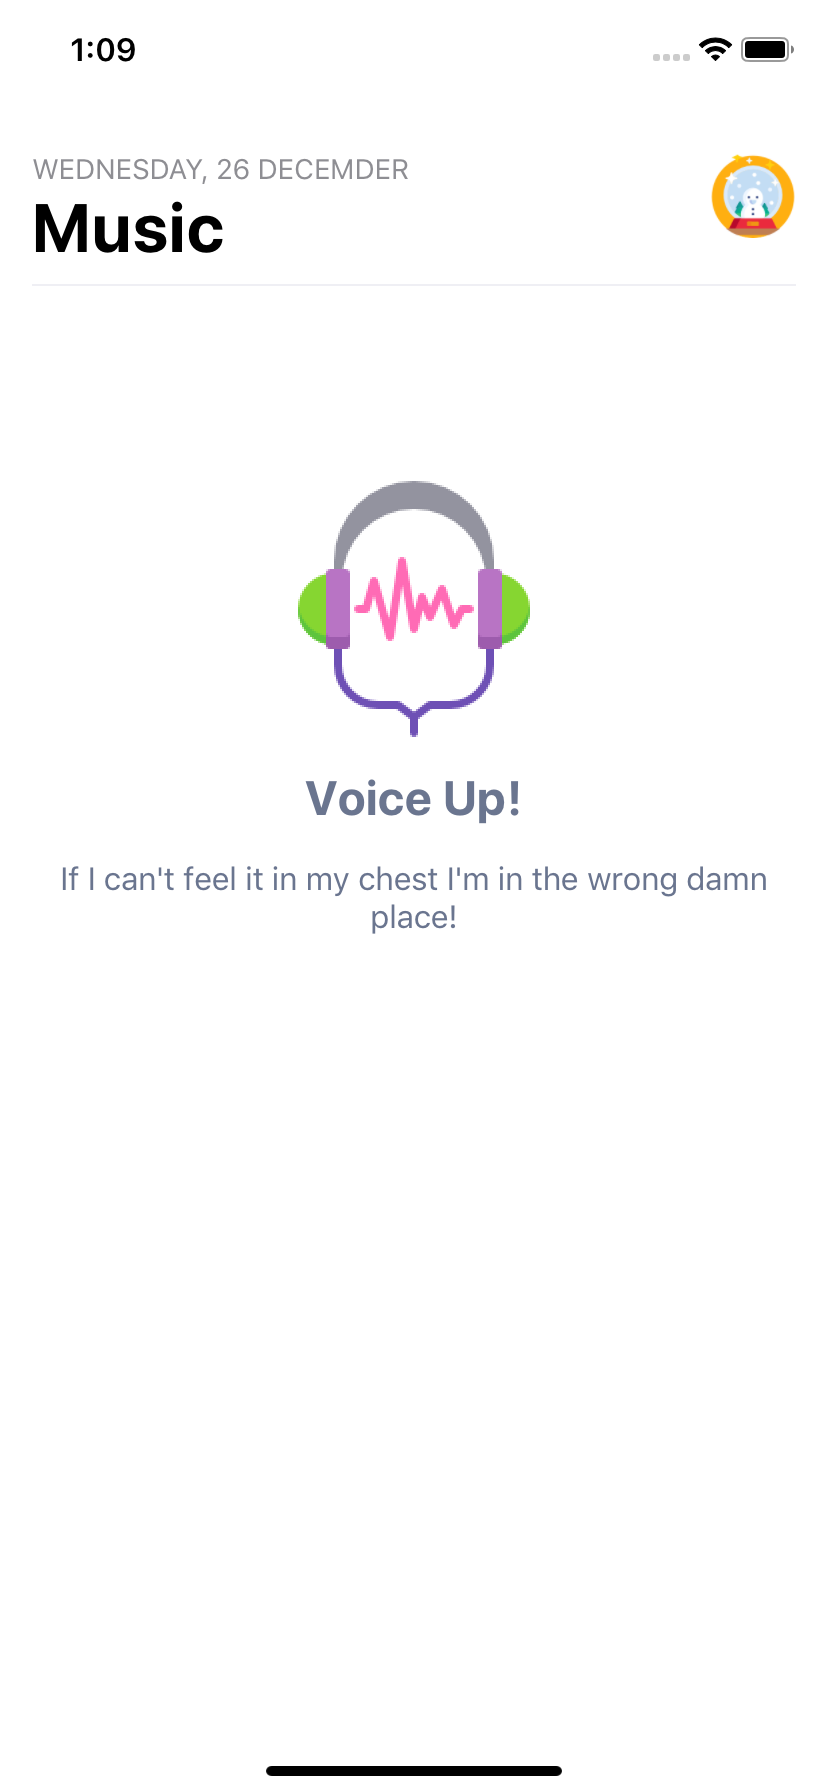 1:09
WEDNESDAY, 26 DECEMDER
Music
Voice Up!
If I can't feel it in my chest I'm in the wrong damn
place!